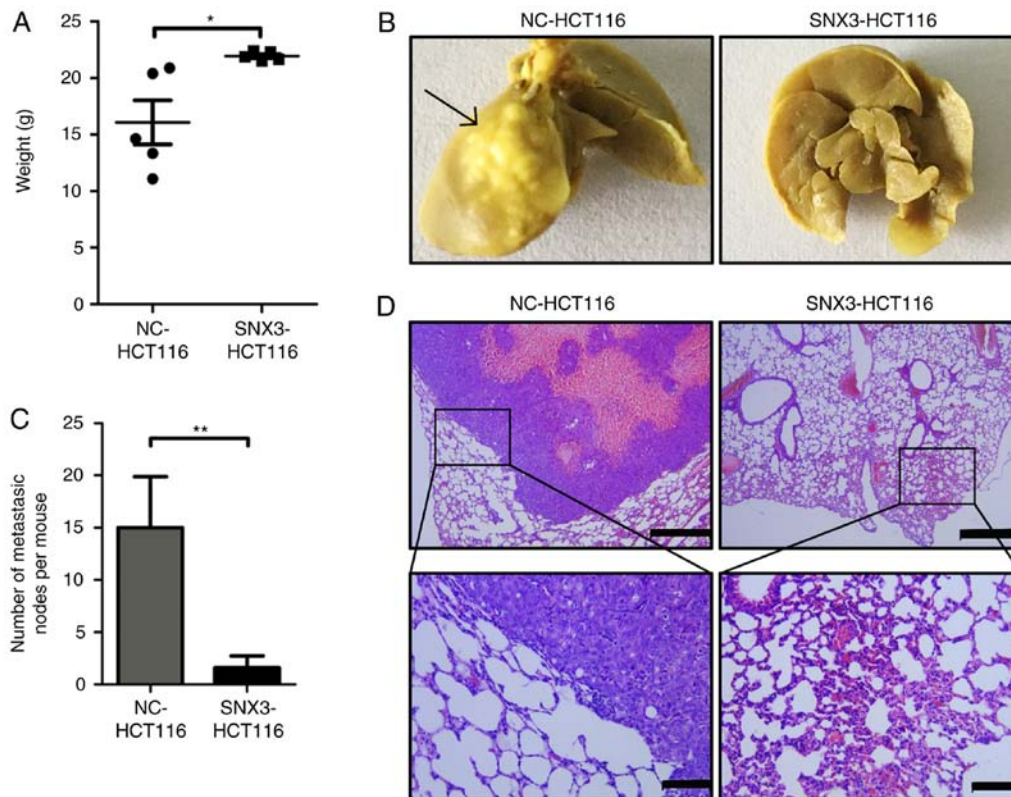 A
Weight (g)
25
20
15
10
5
0
*
NC-
HCT116
SNX3-
HCT116
B
NC-HCT116
SNX3-HCT116
C
Number of metastasic
nodes per mouse
25
20
15
10
5
0
**
NC-
HCT116
SNX3-
HCT116
D
NC-HCT116
SNX3-HCT116